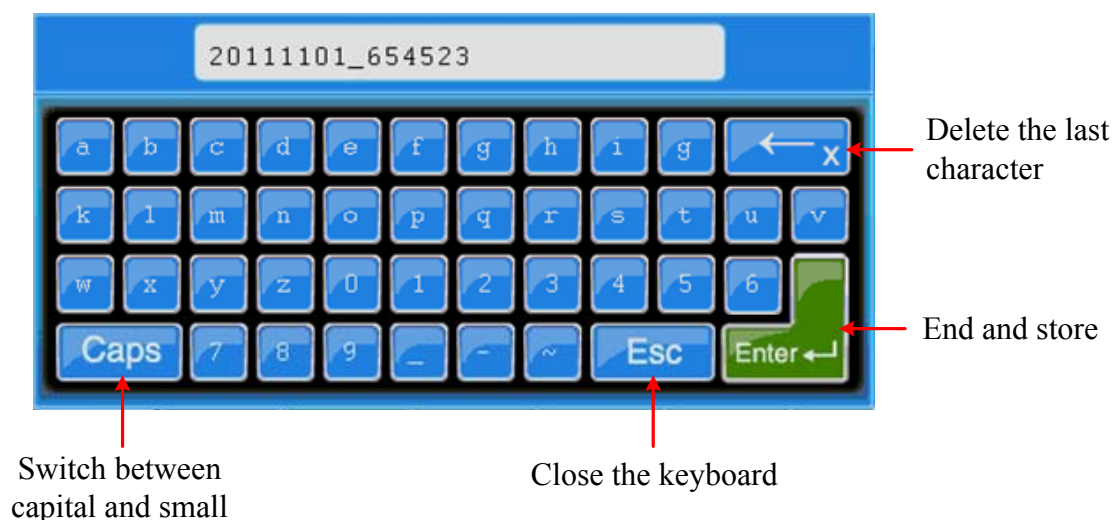 20111101_654523
a b c d e f g h i g ← x
Delete the last
character
k l m n o p q r s t u v
w x y z 0 1 2 3 4 5 6
End and store
Caps 7 8 9 _ - ~ Esc Enter ↵
Switch between
capital and small
Close the keyboard